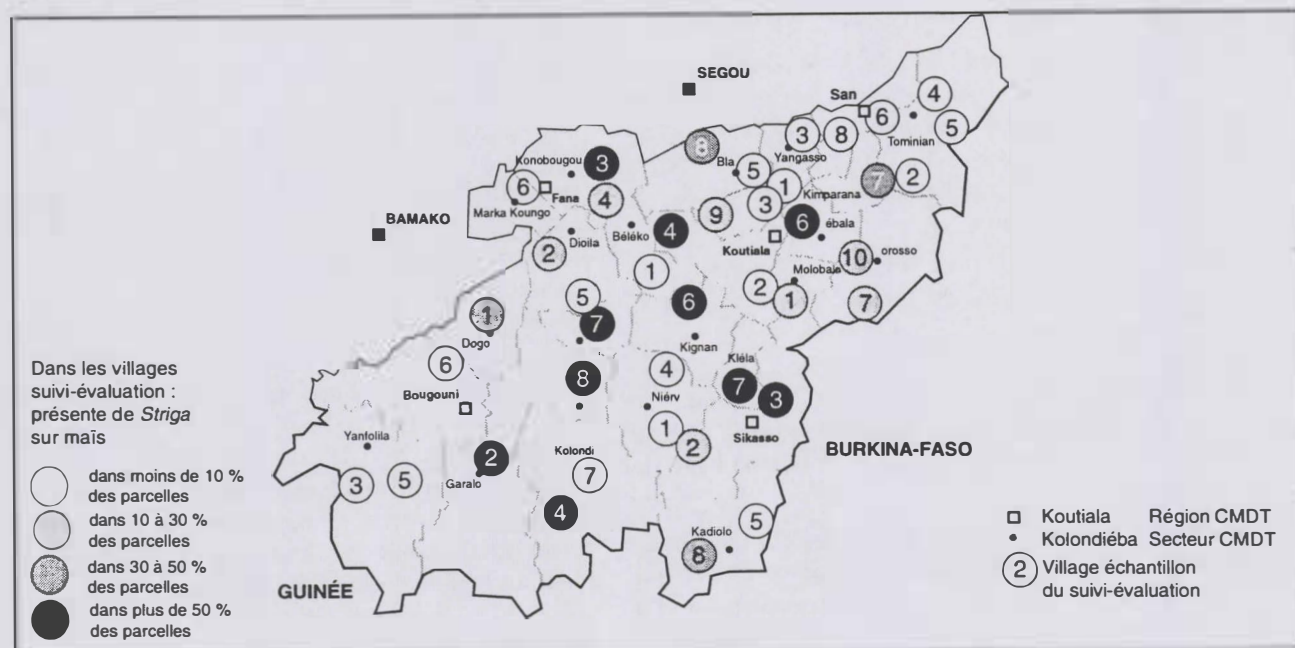 SEGOU
San
4
6
5
Tominian
3
8
Yangasso
8
Bla
5
Konobougou
3
6
Fana
4
Marka Koungo
1
Kimparana
7
2
3
9
BAMAKO
Dioïla
Béléko
4
6
ébala
Koutiala
2
10
orosso
1
Molobala
2
1
7
5
6
7
1
Dogo
Kignan
Kléla
6
8
4
7
3
Bougouni
Niérv
Sikasso
1
2
BURKINA-FASO
Yanfolila
2
Garalo
Kolondi
7
3
5
4
5
Kadiolo
8
GUINÉE
Dans les villages
suivi-évaluation :
présente de Striga
sur maïs
dans moins de 10 %
des parcelles
dans 10 à 30 %
des parcelles
dans 30 à 50 %
des parcelles
dans plus de 50 %
des parcelles
Koutiala Région CMDT
Kolondiéba Secteur CMDT
2 Village échantillon
du suivi-évaluation